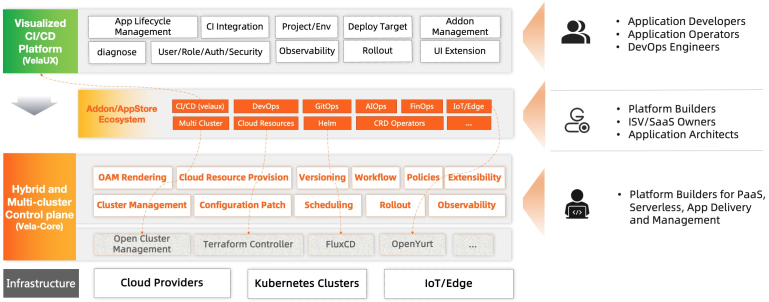 Visualized
CI/CD
Platform
(VelaUX)
App Lifecycle
Management
CI Integration
Project/Env
Deploy Target
Addon
Management
diagnose
User/Role/Auth/Security
Observability
Rollout
UI Extension
• Application Developers
• Application Operators
• DevOps Engineers
Addon/AppStore
Ecosystem
CI/CD (velaux)
DevOps
GitOps
AIOps
FinOps
IoT/Edge
Multi Cluster
Cloud Resources
Helm
CRD Operators
...
• Platform Builders
• ISV/SaaS Owners
• Application Architects
Hybrid and
Multi-cluster
Control plane
(Vela-Core)
OAM Rendering
Cloud Resource Provision
Versioning
Workflow
Policies
Extensibility
Cluster Management
Configuration Patch
Scheduling
Rollout
Observability
Open Cluster
Management
Terraform Controller
FluxCD
OpenYurt
...
• Platform Builders for PaaS,
Serverless, App Delivery
and Management
Infrastructure
Cloud Providers
Kubernetes Clusters
IoT/Edge